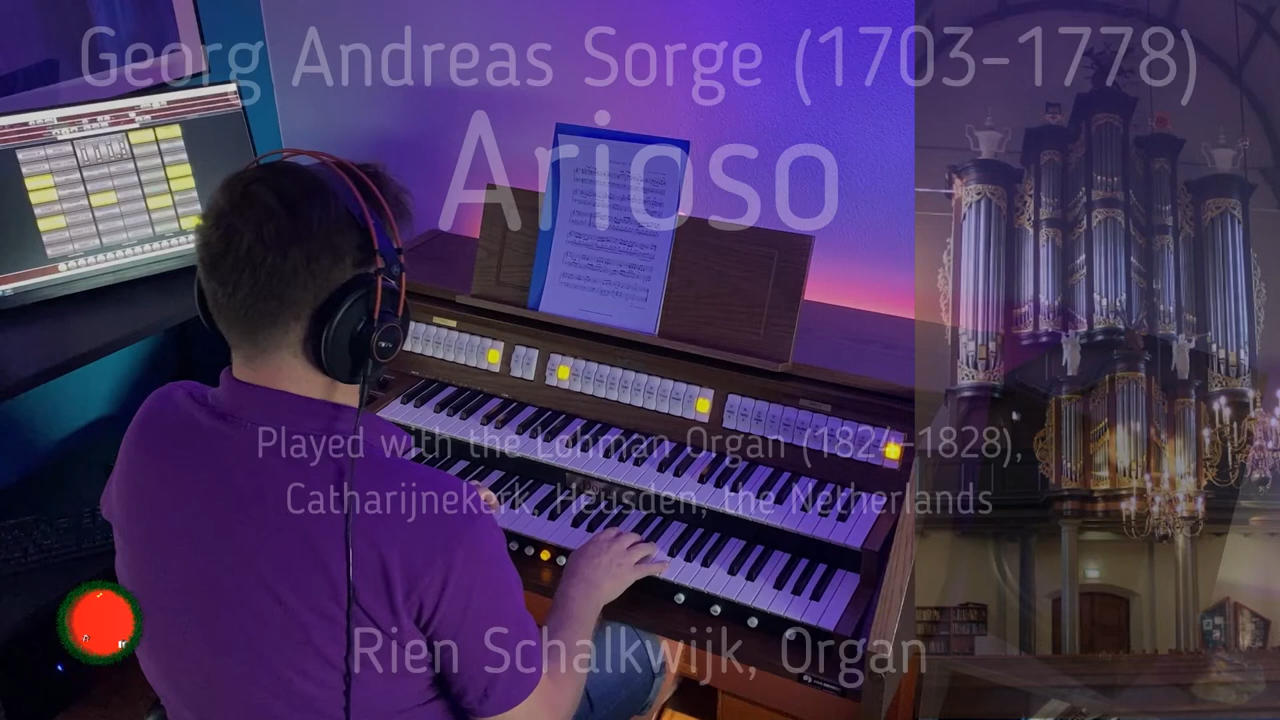 Georg Andreas Sorge (1703-1778)
Arioso
Played with the Lohman Organ (1824-1828),
Catharijnekerk, Heusden, the Netherlands
Rien Schalkwijk, Organ